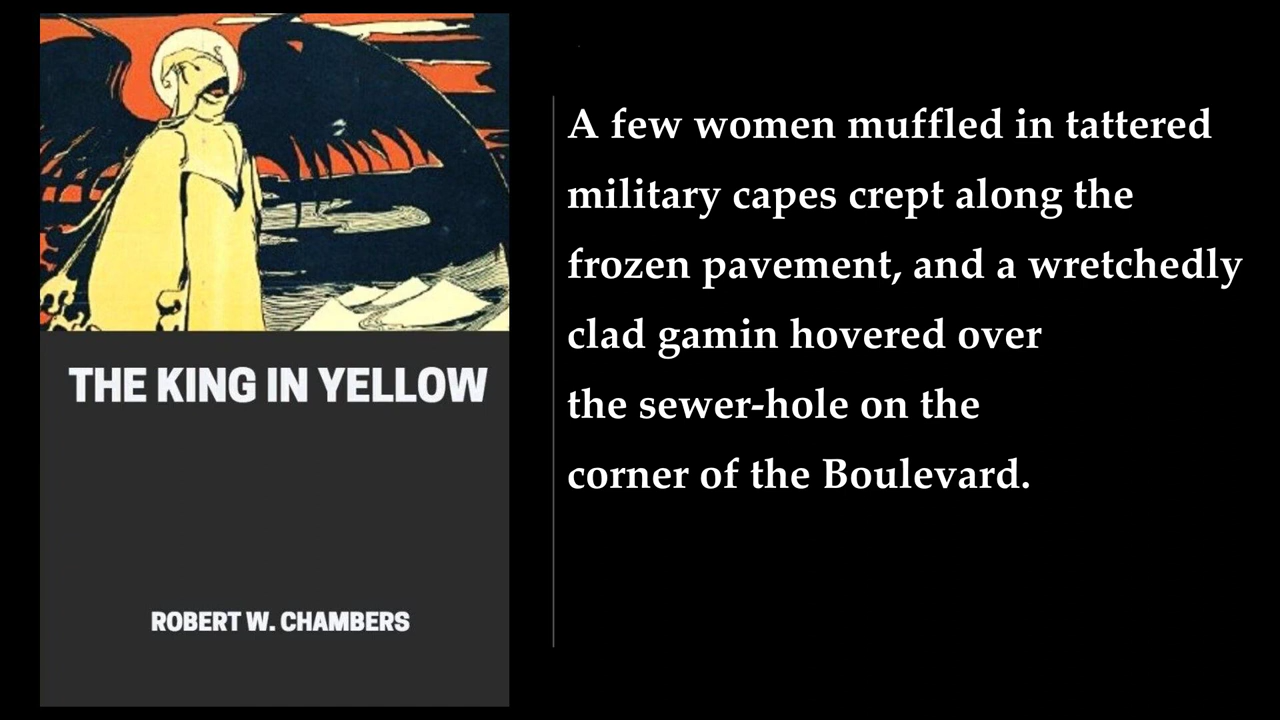 THE KING IN YELLOW
ROBERT W. CHAMBERS
A few women muffled in tattered
military capes crept along the
frozen pavement, and a wretchedly
clad gamin hovered over
the sewer-hole on the
corner of the Boulevard.